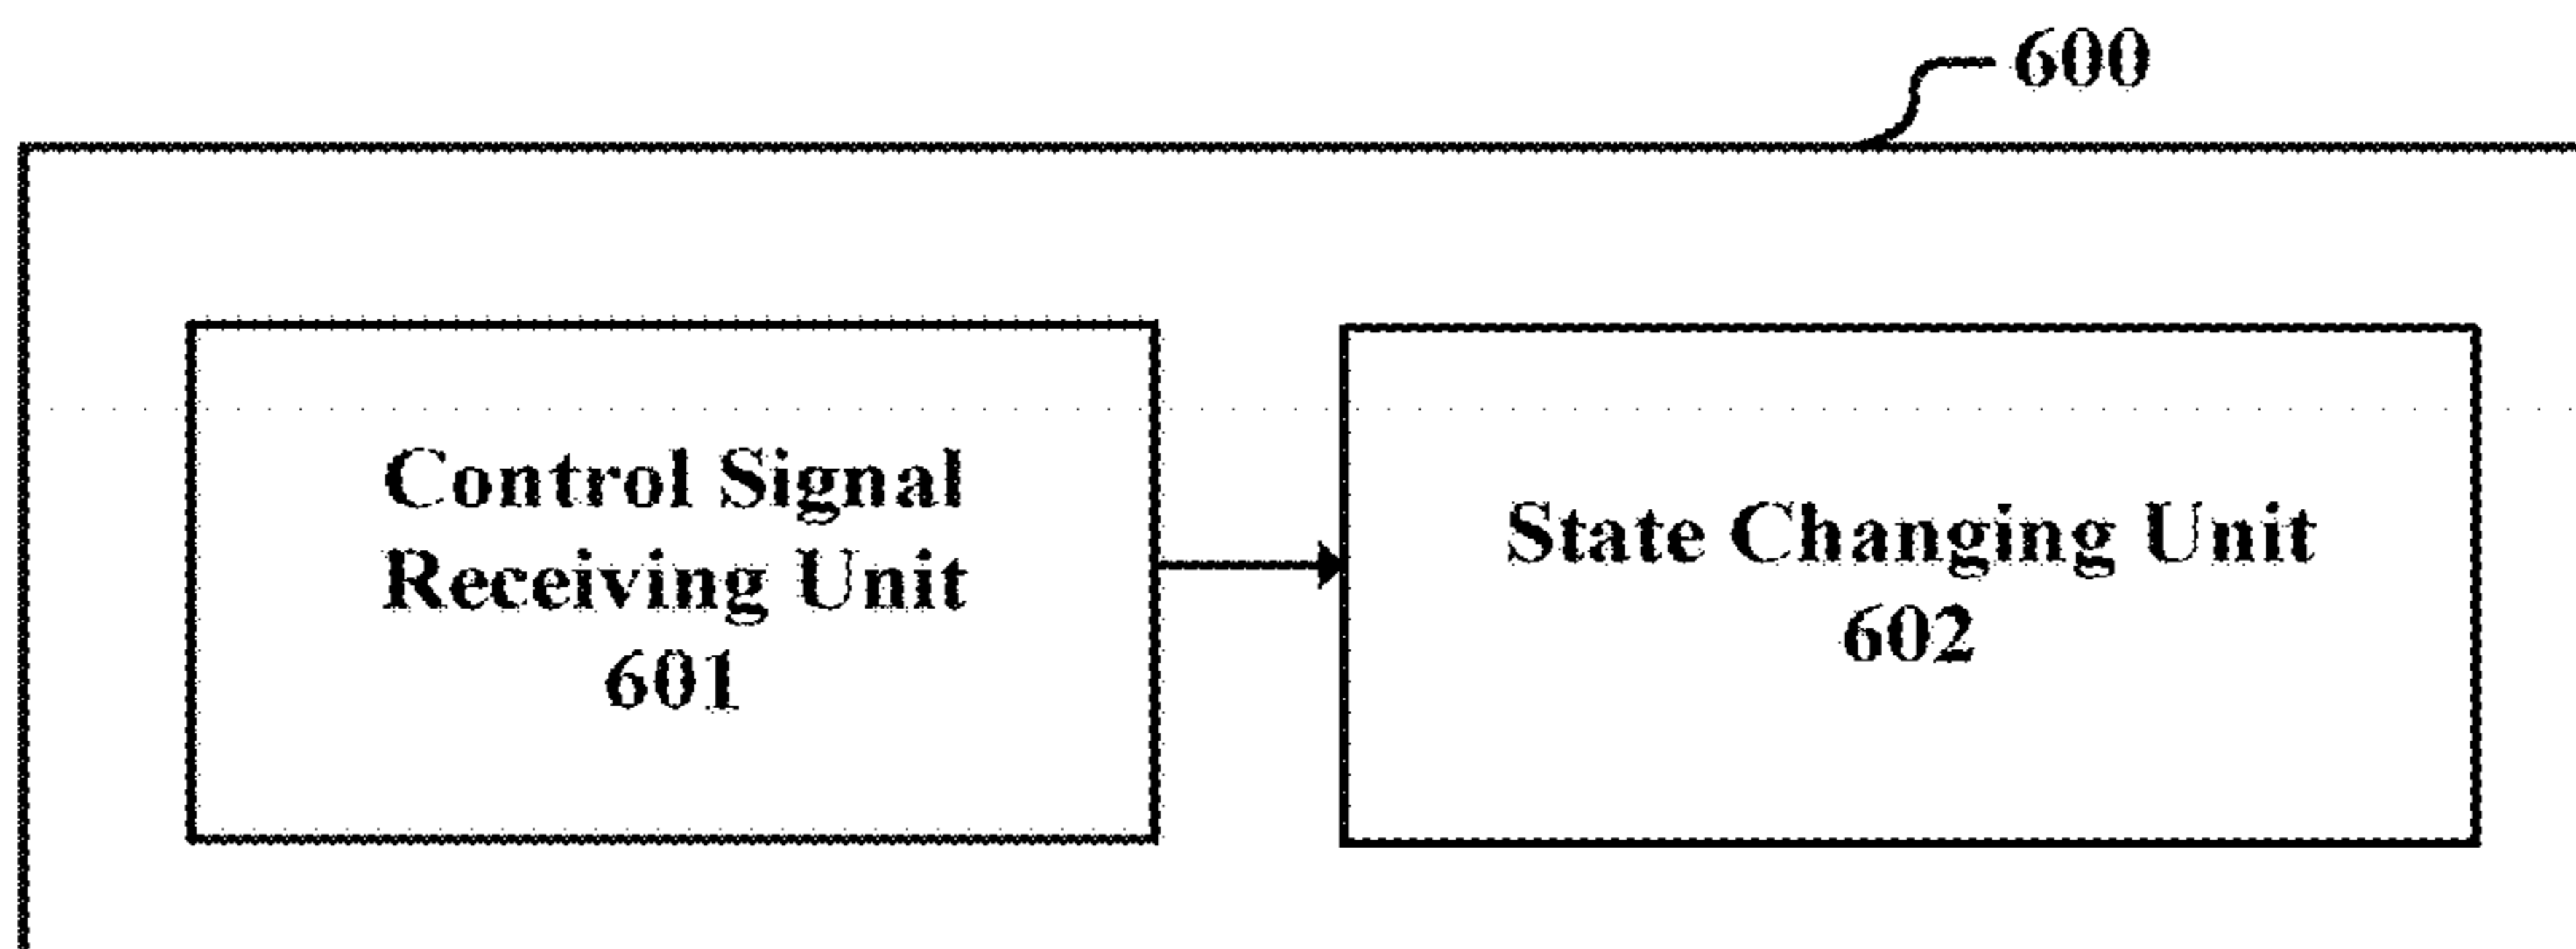 600
Control Signal
Receiving Unit
601
State Changing Unit
602